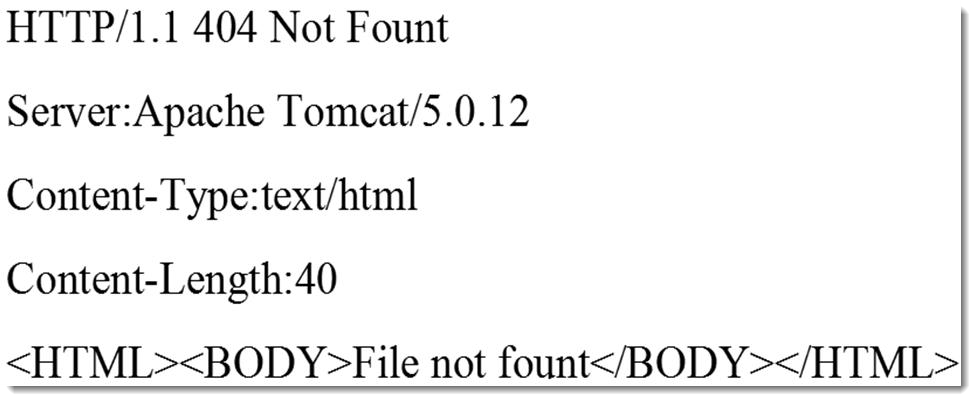 HTTP/1.1 404 Not Fount
Server:Apache Tomcat/5.0.12
Content-Type:text/html
Content-Length:40
<HTML><BODY>File not fount</BODY></HTML>